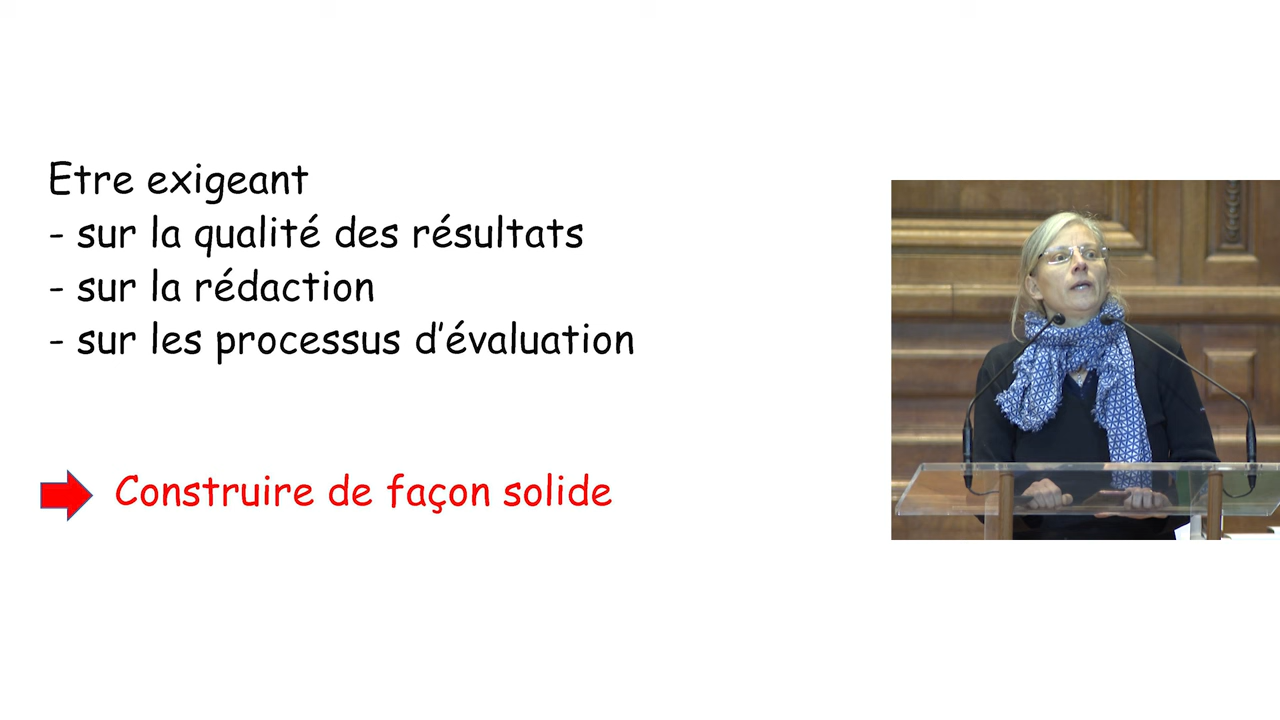 Etre exigeant
- sur la qualité des résultats
- sur la rédaction
- sur les processus d’évaluation
Construire de façon solide